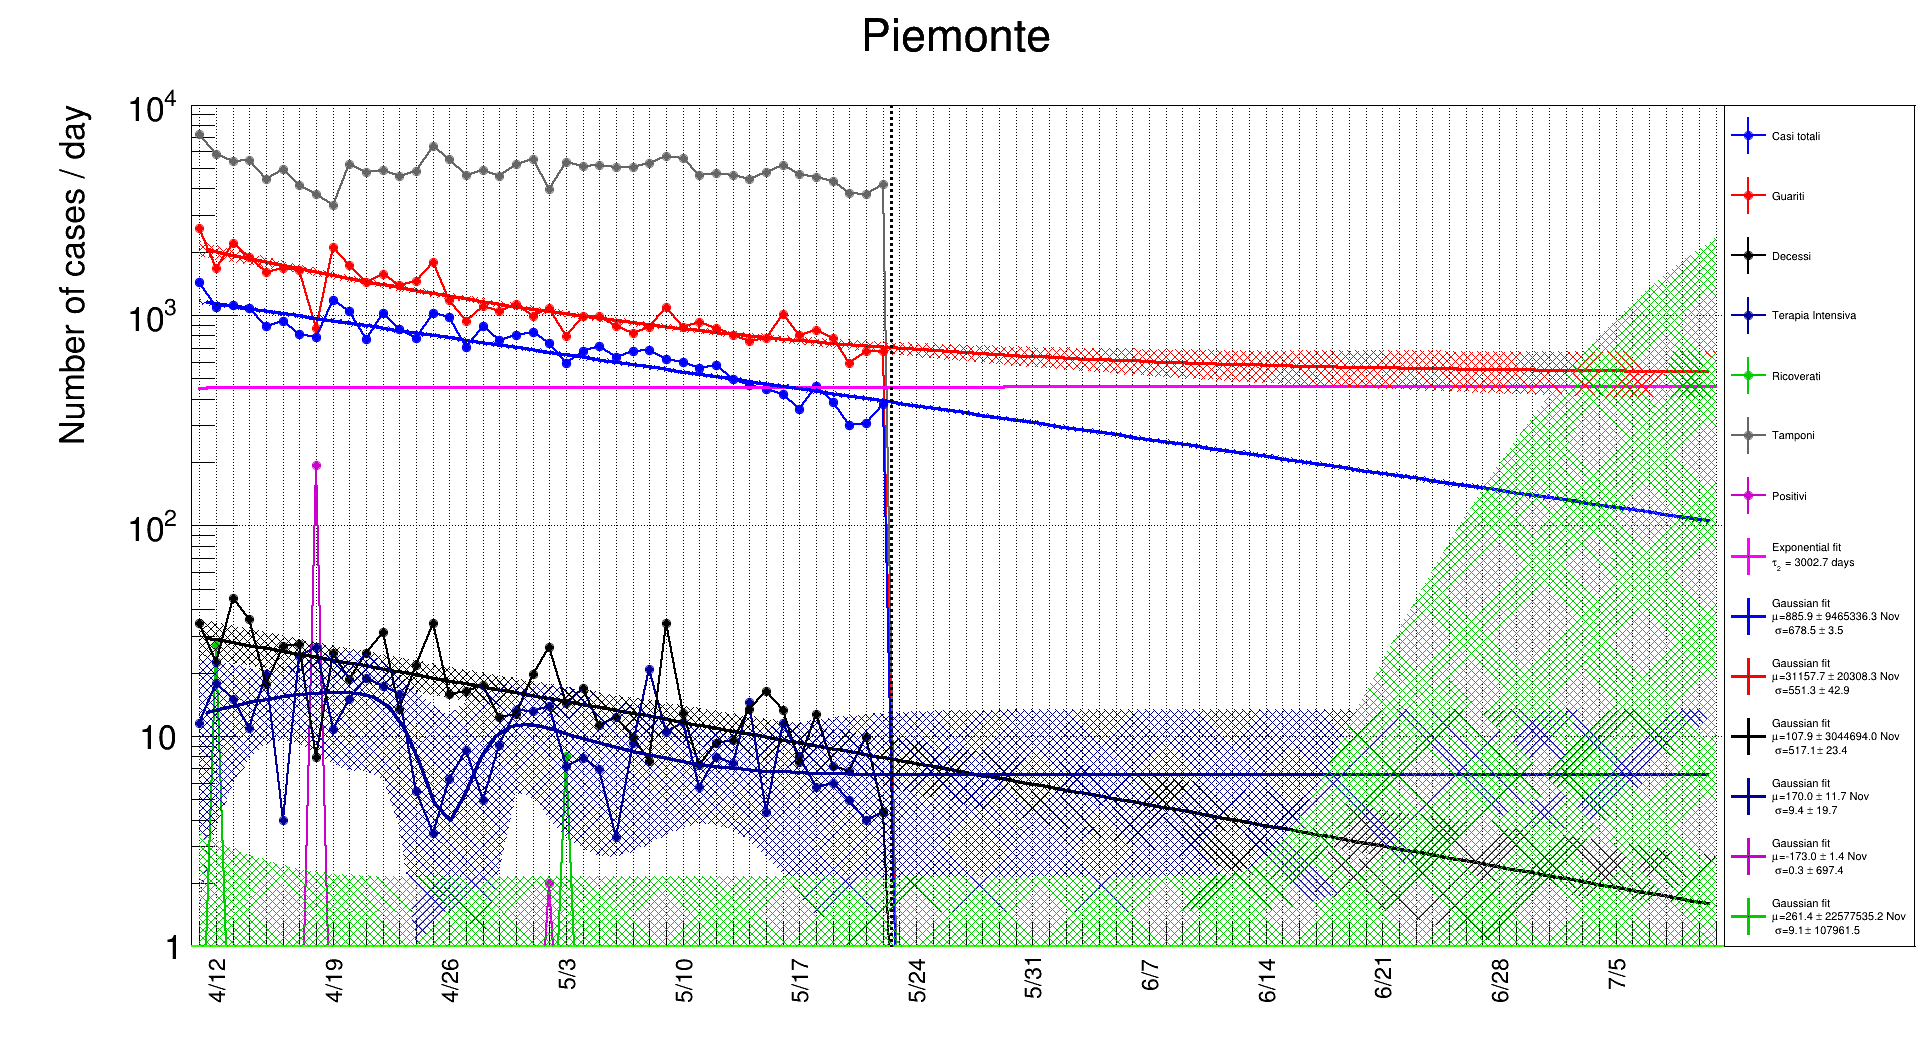 Piemonte
Number of cases / day
10^4
10^3
10^2
10
1
4/12
4/19
4/26
5/3
5/10
5/17
5/24
5/31
6/7
6/14
6/21
6/28
7/5
Casi totali
Guariti
Decessi
Terapia Intensiva
Ricoverati
Tamponi
Positivi
Exponential fit
τ₂ = 3002.7 days
Gaussian fit
μ=885.9 ± 9465336.3 Nov
σ=678.5 ± 3.5
Gaussian fit
μ=31157.7 ± 20308.3 Nov
σ=551.3 ± 42.9
Gaussian fit
μ=107.9 ± 3044694.0 Nov
σ=517.1 ± 23.4
Gaussian fit
μ=170.0 ± 11.7 Nov
σ=9.4 ± 19.7
Gaussian fit
μ=-173.0 ± 1.4 Nov
σ=0.3 ± 697.4
Gaussian fit
μ=261.4 ± 22577535.2 Nov
σ=9.1 ± 107961.5